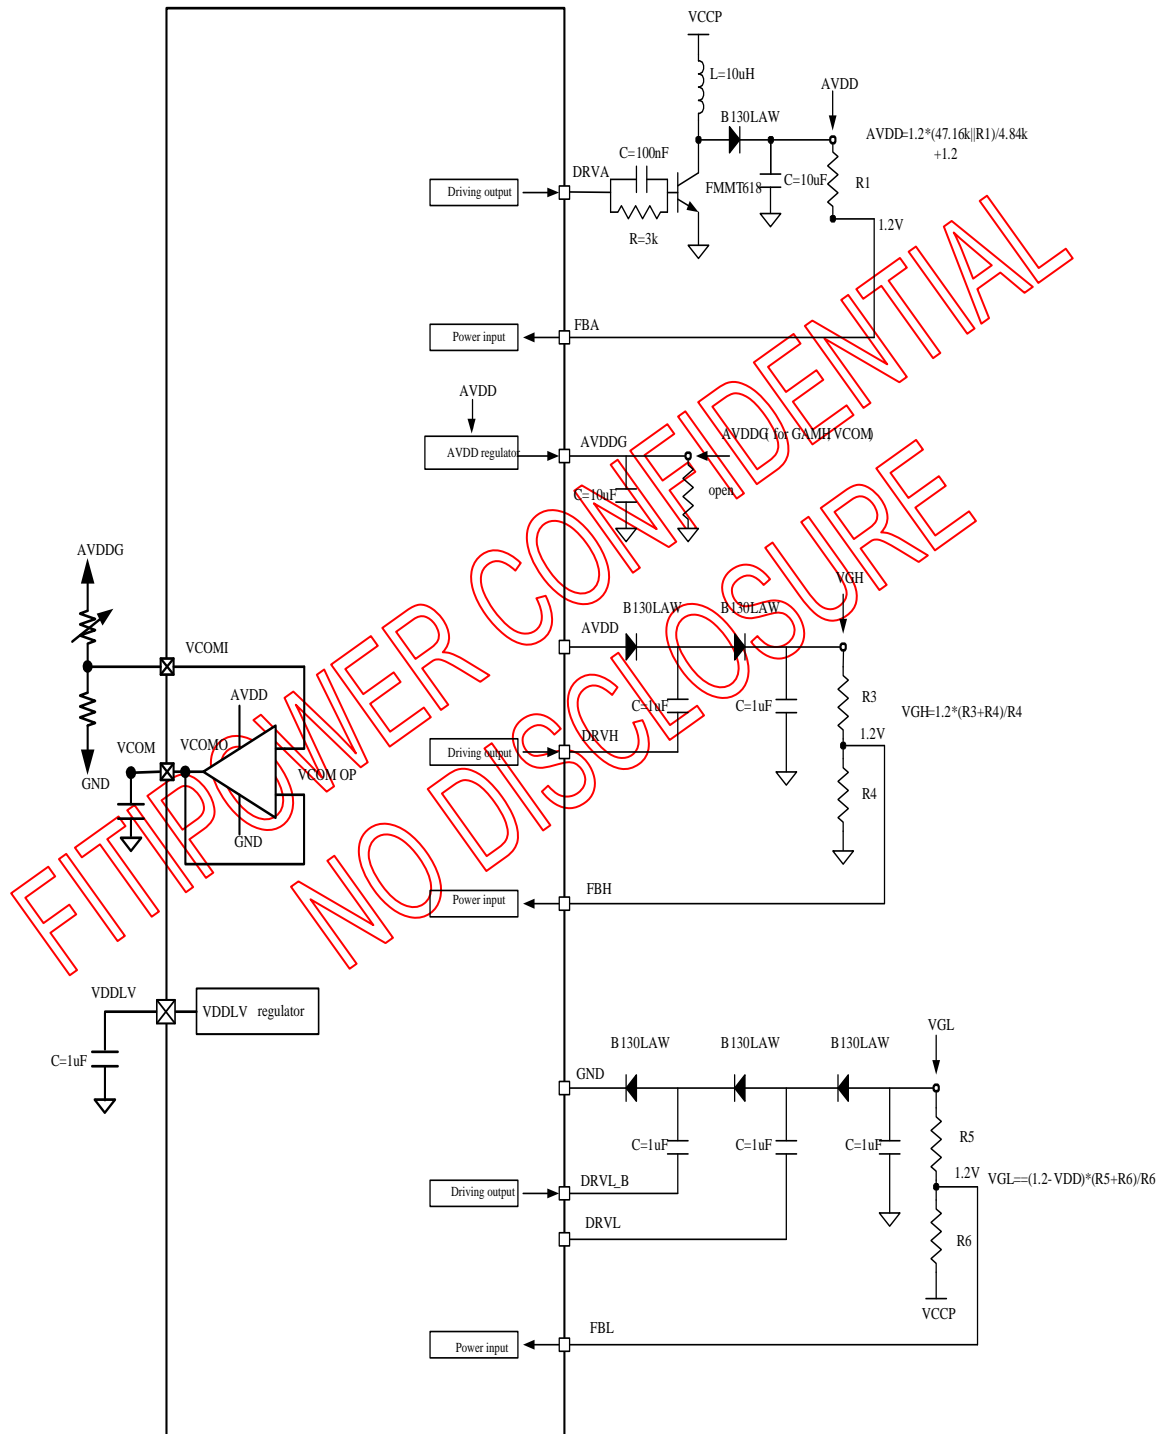 VCCP
L=10uH
AVDD
B130LAW
AVDD=1.2*(47.16k||R1)/4.84k
+1.2
C=100nF
DRVA
Driving output
FMMT618
C=10uF
R1
1.2V
R=3k
FBA
Power input
AVDD
AVDD regulator
AVDDG
AVDDG( for GAMH,VCOM)
C=10uF
open
AVDDG
VGH
B130LAW
B130LAW
AVDD
VCOMI
AVDD
R3
C=1uF
C=1uF
VGH=1.2*(R3+R4)/R4
DRVH
1.2V
VCOM
VCOMO
Driving output
VCOM OP
GND
R4
GND
FBH
Power input
VDDLV
VDDLV regulator
C=1uF
VGL
B130LAW
B130LAW
B130LAW
GND
C=1uF
C=1uF
C=1uF
R5
1.2V
VGL==(1.2-VDD)*(R5+R6)/R6
DRVL_B
Driving output
DRVL
R6
VCCP
FBL
Power input
FITIPOWER CONFIDENTIAL
NO DISCLOSURE